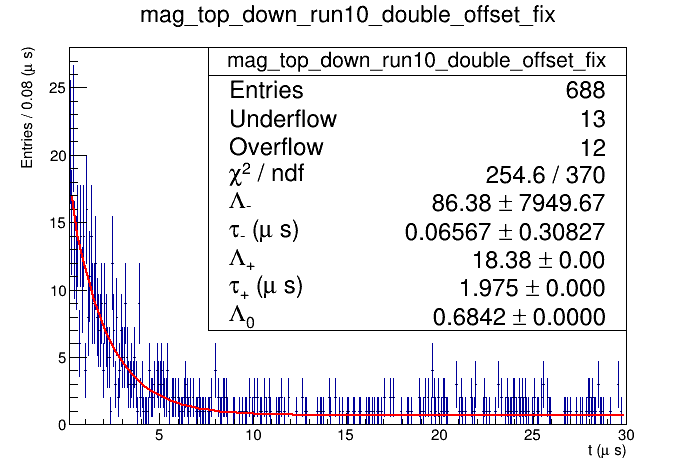 mag_top_down_run10_double_offset_fix
Entries / 0.08 (μ s)
mag_top_down_run10_double_offset_fix
Entries 688
Underflow 13
Overflow 12
χ² / ndf 254.6 / 370
Λ₋ 86.38 ± 7949.67
τ₋ (μ s) 0.06567 ± 0.30827
Λ₊ 18.38 ± 0.00
τ₊ (μ s) 1.975 ± 0.000
Λ₀ 0.6842 ± 0.0000
25
20
15
10
5
0
5 10 15 20 25 30
t (μ s)